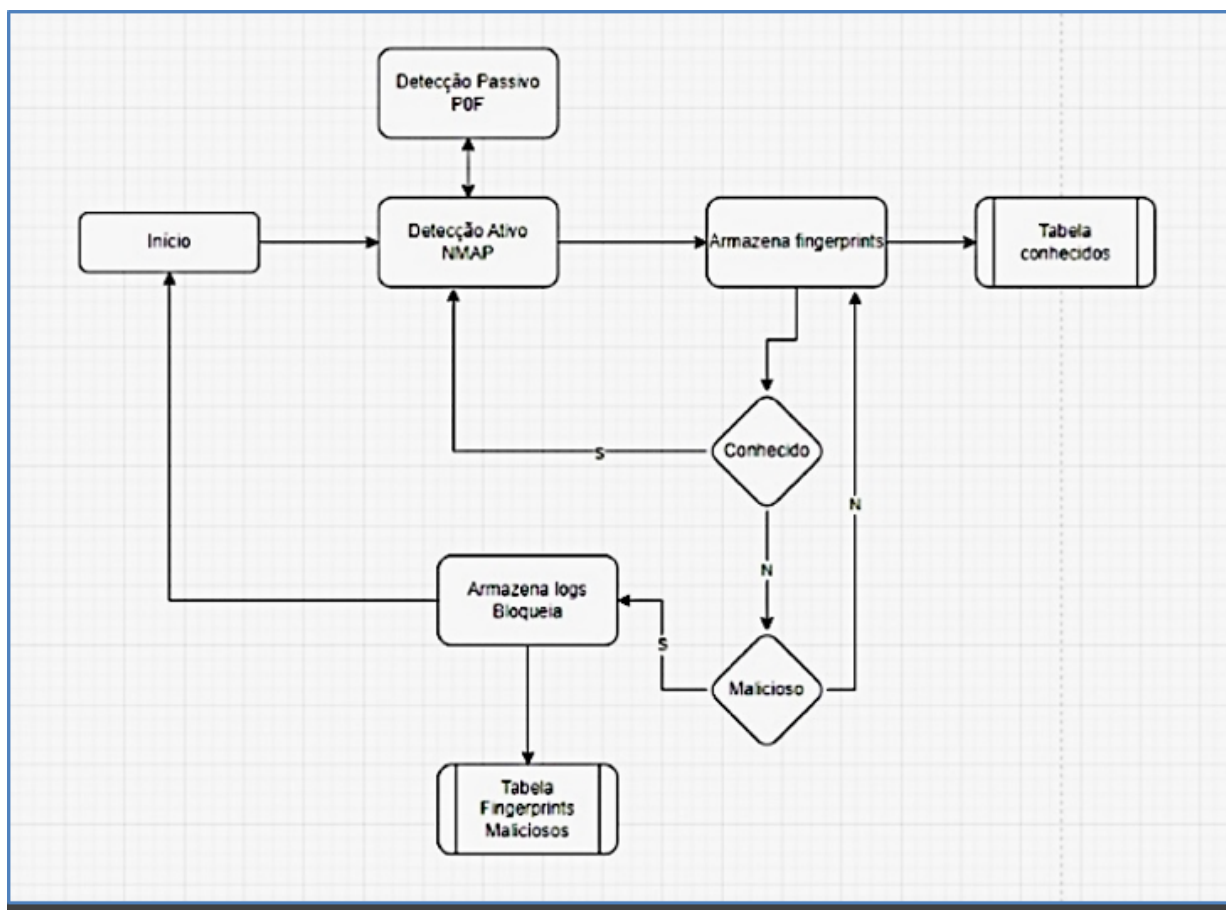 Detecção Passivo
P0F
Início
Detecção Ativo
NMAP
Armazena fingerprints
Tabela
conhecidos
Conhecido
S
N
N
Armazena logs
Bloqueia
S
Malicioso
Tabela
Fingerprints
Maliciosos